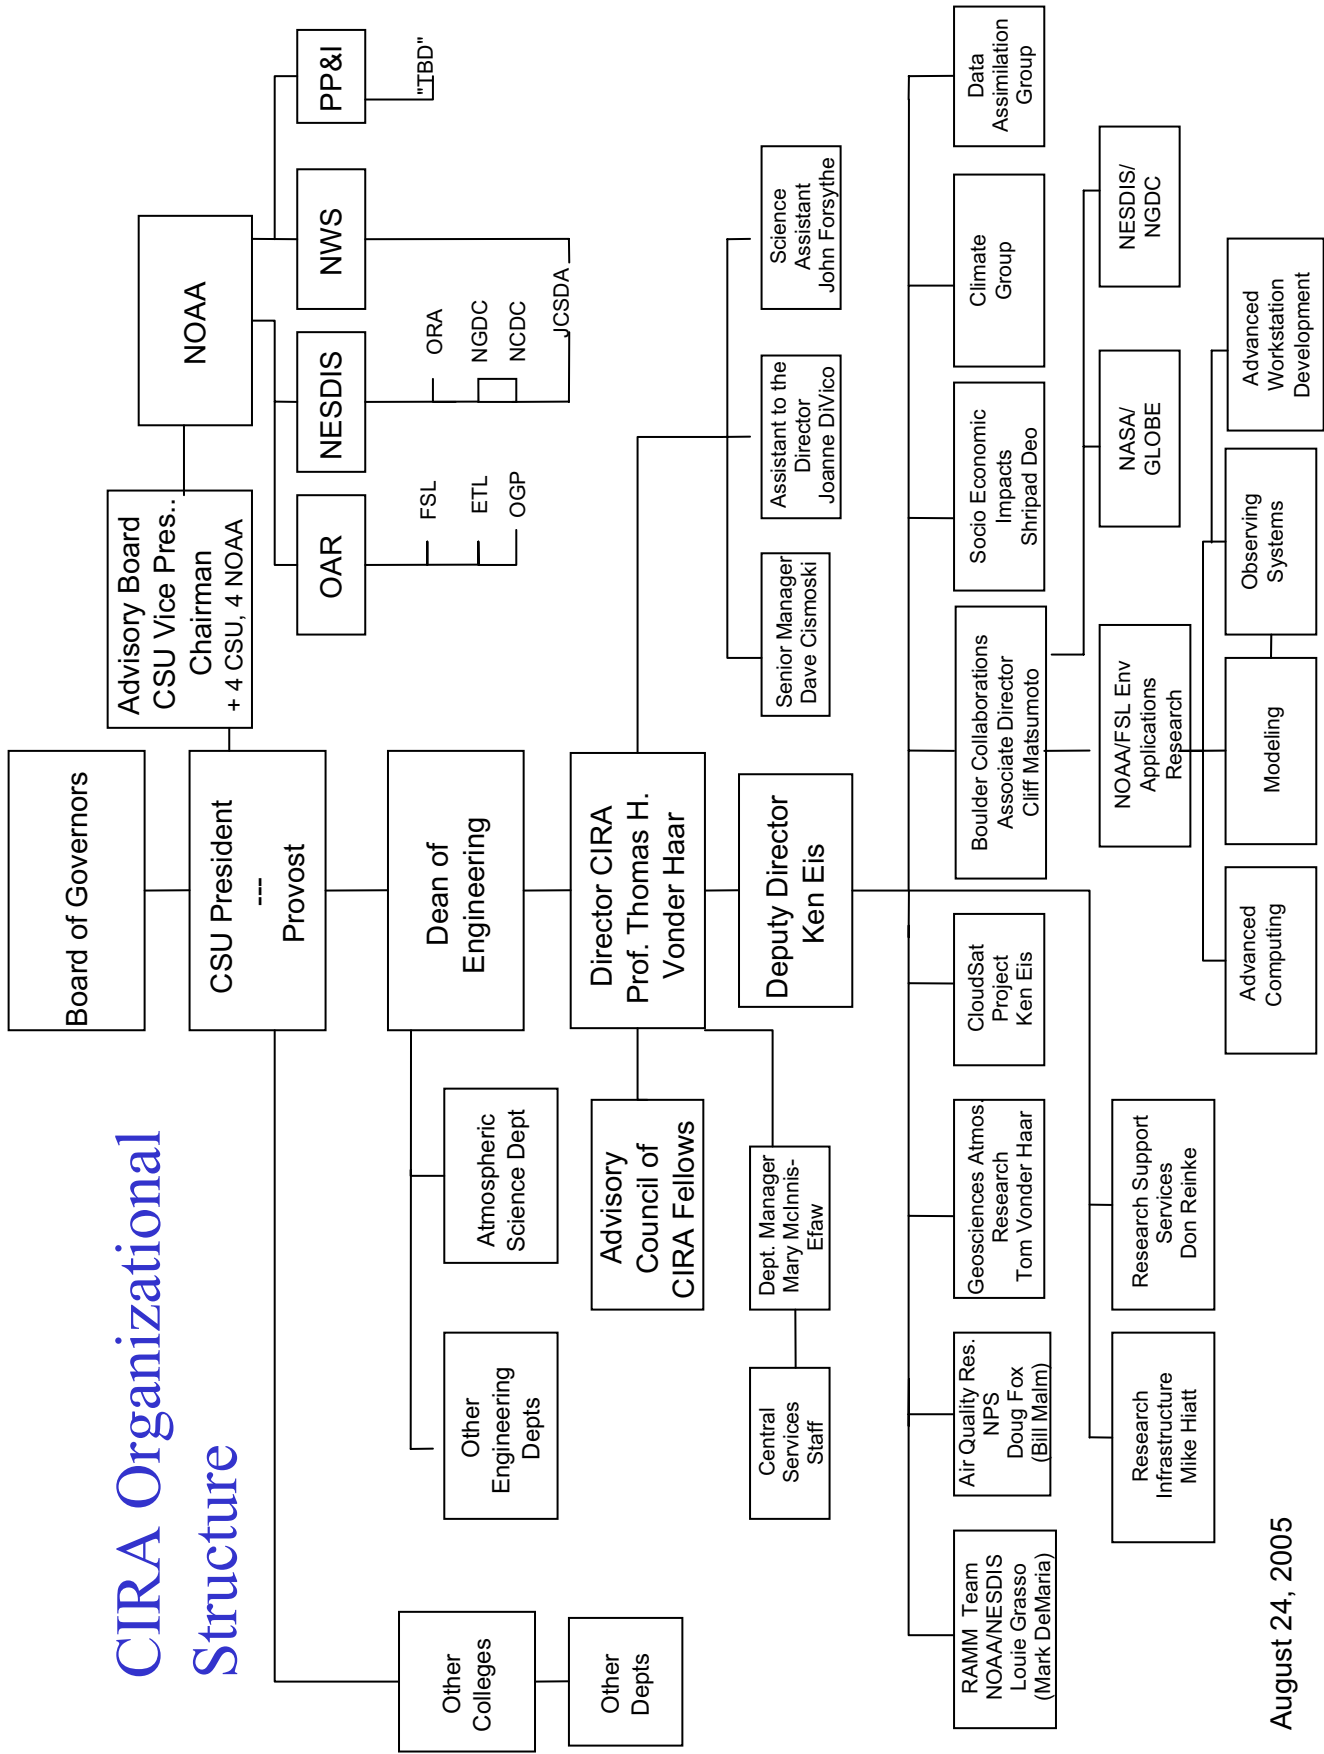 CIRA Organizational
Structure
Board of Governors
CSU President
---
Provost
Advisory Board
CSU Vice Pres..
Chairman
+ 4 CSU, 4 NOAA
NOAA
OAR
NESDIS
NWS
PP&I
FSL
ETL
OGP
ORA
NGDC
NCDC
JCSDA
"TBD"
Other
Colleges
Other
Depts
Dean of
Engineering
Other
Engineering
Depts
Atmospheric
Science Dept
Director CIRA
Prof. Thomas H.
Vonder Haar
Advisory
Council of
CIRA Fellows
Central
Services
Staff
Dept. Manager
Mary McInnis-
Efaw
Deputy Director
Ken Eis
Senior Manager
Dave Cismoski
Assistant to the
Director
Joanne DiVico
Science
Assistant
John Forsythe
RAMM Team
NOAA/NESDIS
Louie Grasso
(Mark DeMaria)
Air Quality Res.
NPS
Doug Fox
(Bill Malm)
Geosciences Atmos.
Research
Tom Vonder Haar
CloudSat
Project
Ken Eis
Boulder Collaborations
Associate Director
Cliff Matsumoto
Socio Economic
Impacts
Shripad Deo
Climate
Group
Data
Assimilation
Group
Research
Infrastructure
Mike Hiatt
Research Support
Services
Don Reinke
NOAA/FSL Env
Applications
Research
NASA/
GLOBE
NESDIS/
NGDC
Advanced
Computing
Modeling
Observing
Systems
Advanced
Workstation
Development
August 24, 2005